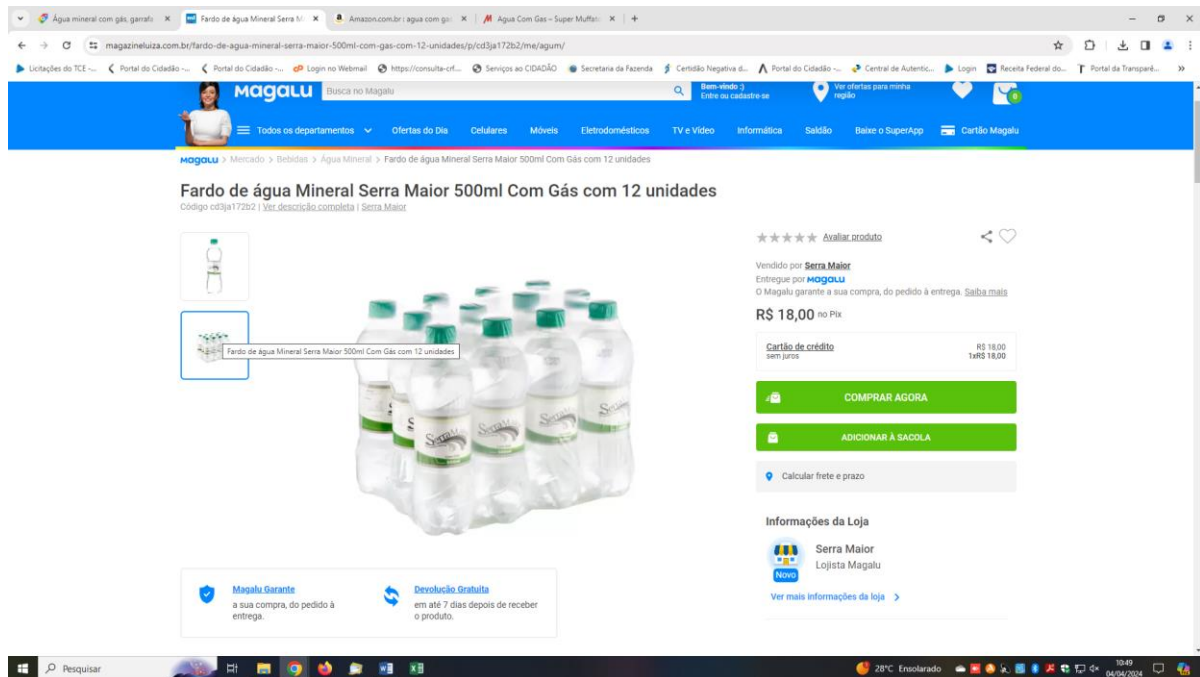 Água mineral com gás, garrafa
Fardo de água Mineral Serra M
Amazon.com.br : agua com gas
Agua Com Gas – Super Muffato
magazineluiza.com.br/fardo-de-agua-mineral-serra-maior-500ml-com-gas-com-12-unidades/p/cd3ja172b2/me/agum/
Licitações do TCE -...
Portal do Cidadão -...
Portal do Cidadão -...
Login no Webmail
https://consulta-crf...
Serviços ao CIDADÃO
Secretaria da Fazenda
Certidão Negativa d...
Portal do Cidadão -...
Central de Autentic...
Login
Receita Federal do...
Portal da Transparê...
Magalu
Busca no Magalu
Bem-vindo :)
Entre ou cadastre-se
Ver ofertas para minha
região
0
Todos os departamentos
Ofertas do Dia
Celulares
Móveis
Eletrodomésticos
TV e Vídeo
Informática
Saldão
Baixe o SuperApp
Cartão Magalu
Magalu > Mercado > Bebidas > Água Mineral > Fardo de água Mineral Serra Maior 500ml Com Gás com 12 unidades
Fardo de água Mineral Serra Maior 500ml Com Gás com 12 unidades
Código cd3ja172b2 | Ver descrição completa | Serra Maior
Avaliar produto
Vendido por Serra Maior
Entregue por Magalu
O Magalu garante a sua compra, do pedido à entrega. Saiba mais
R$ 18,00 no Pix
Fardo de água Mineral Serra Maior 500ml Com Gás com 12 unidades
Cartão de crédito
sem juros
R$ 18,00
1xR$ 18,00
COMPRAR AGORA
ADICIONAR À SACOLA
Calcular frete e prazo
Informações da Loja
Serra Maior
Lojista Magalu
Novo
Ver mais informações da loja
Magalu Garante
a sua compra, do pedido à
entrega.
Devolução Gratuita
em até 7 dias depois de receber
o produto.
Pesquisar
28°C Ensolarado
10:49
04/04/2024